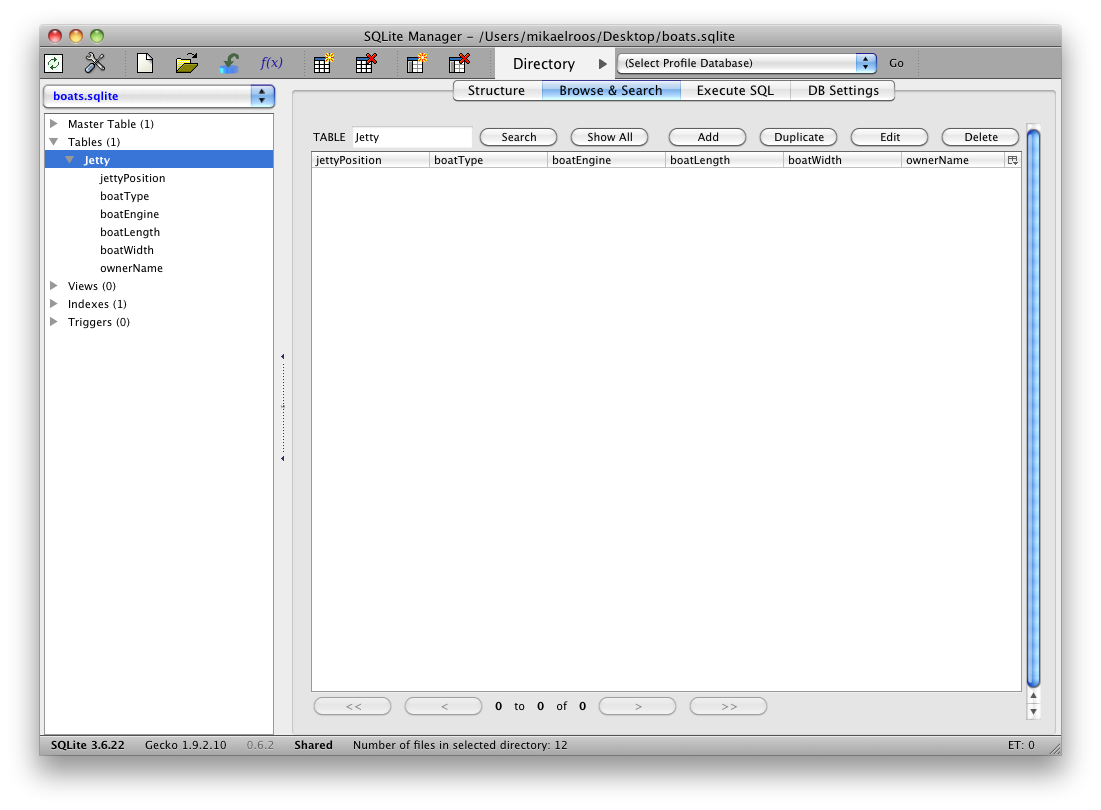 SQLite Manager – /Users/mikaelroos/Desktop/boats.sqlite
f(x) Directory (Select Profile Database) Go
boats.sqlite
Structure Browse & Search Execute SQL DB Settings
Master Table (1)
Tables (1)
Jetty
jettyPosition
boatType
boatEngine
boatLength
boatWidth
ownerName
Views (0)
Indexes (1)
Triggers (0)
TABLE Jetty Search Show All Add Duplicate Edit Delete
jettyPosition boatType boatEngine boatLength boatWidth ownerName
<< < 0 to 0 of 0 > >>
SQLite 3.6.22 Gecko 1.9.2.10 0.6.2 Shared Number of files in selected directory: 12 ET: 0